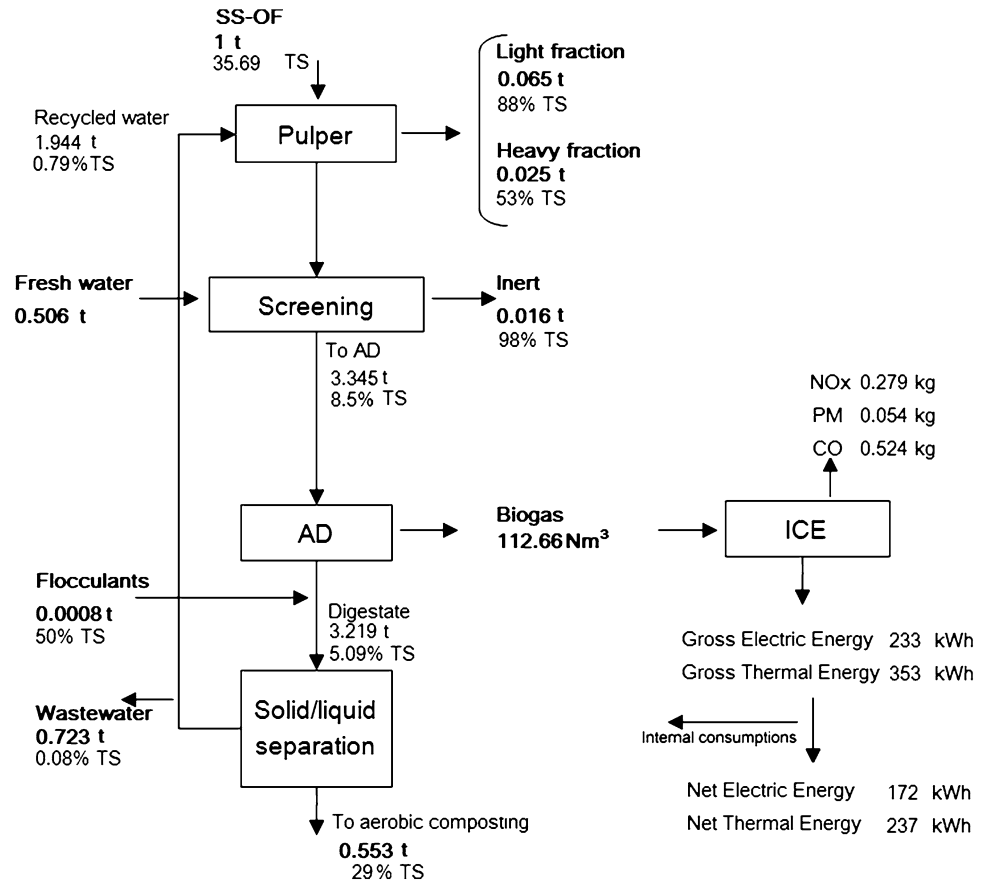 SS-OF
1 t
35.69 TS
Light fraction
0.065 t
88% TS
Recycled water
1.944 t
0.79%TS
Pulper
Heavy fraction
0.025 t
53% TS
Fresh water
0.506 t
Screening
Inert
0.016 t
98% TS
To AD
3.345 t
8.5% TS
NOx 0.279 kg
PM 0.054 kg
CO 0.524 kg
AD
Biogas
112.66 Nm³
ICE
Flocculants
0.0008 t
50% TS
Digestate
3.219 t
5.09% TS
Gross Electric Energy 233 kWh
Gross Thermal Energy 353 kWh
Solid/liquid
separation
Wastewater
0.723 t
0.08% TS
Internal consumptions
Net Electric Energy 172 kWh
Net Thermal Energy 237 kWh
To aerobic composting
0.553 t
29% TS